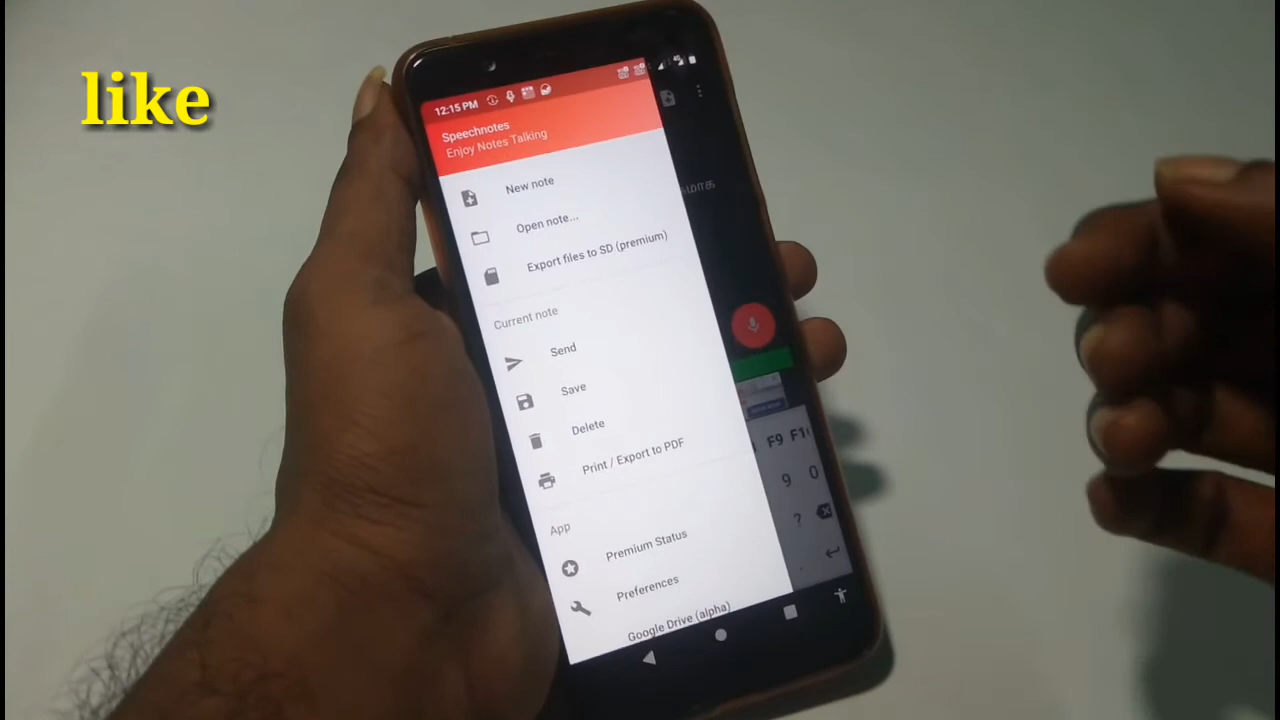 like
12:15 PM
Speechnotes
Enjoy Notes Talking
New note
Open note...
Export files to SD (premium)
Current note
Send
Save
Delete
Print / Export to PDF
App
Premium Status
Preferences
Google Drive (alpha)
மாக
F9 F1
9 0
?